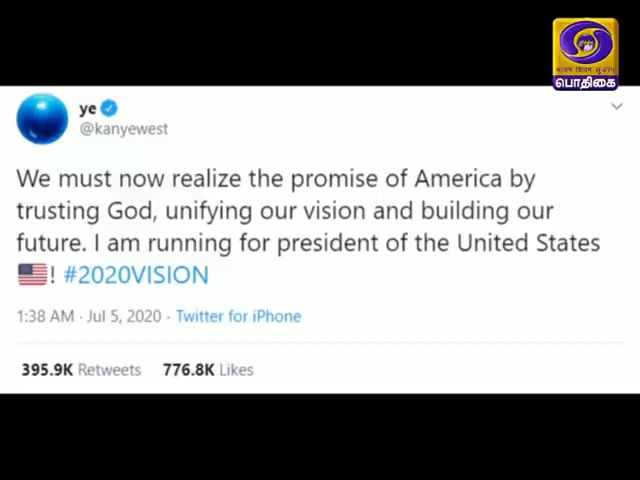 பொதிகை
ye
@kanyewest
We must now realize the promise of America by
trusting God, unifying our vision and building our
future. I am running for president of the United States
🇺🇸! #2020VISION
1:38 AM · Jul 5, 2020 · Twitter for iPhone
395.9K Retweets 776.8K Likes